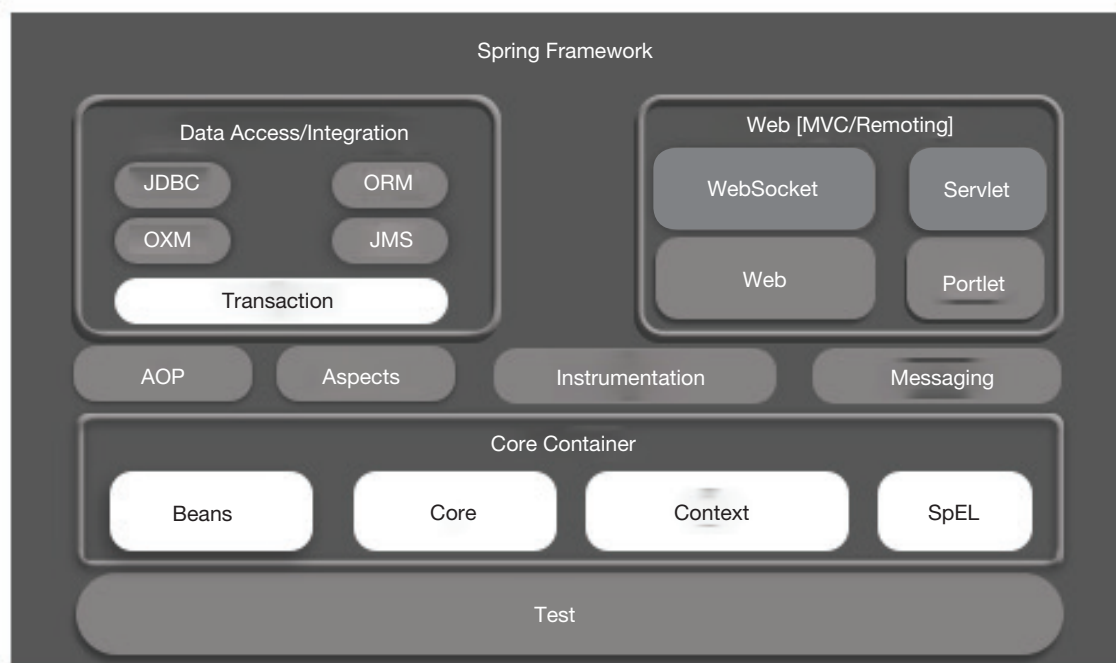 Spring Framework
Data Access/Integration
JDBC
ORM
OXM
JMS
Transaction
Web [MVC/Remoting]
WebSocket
Servlet
Web
Portlet
AOP
Aspects
Instrumentation
Messaging
Core Container
Beans
Core
Context
SpEL
Test